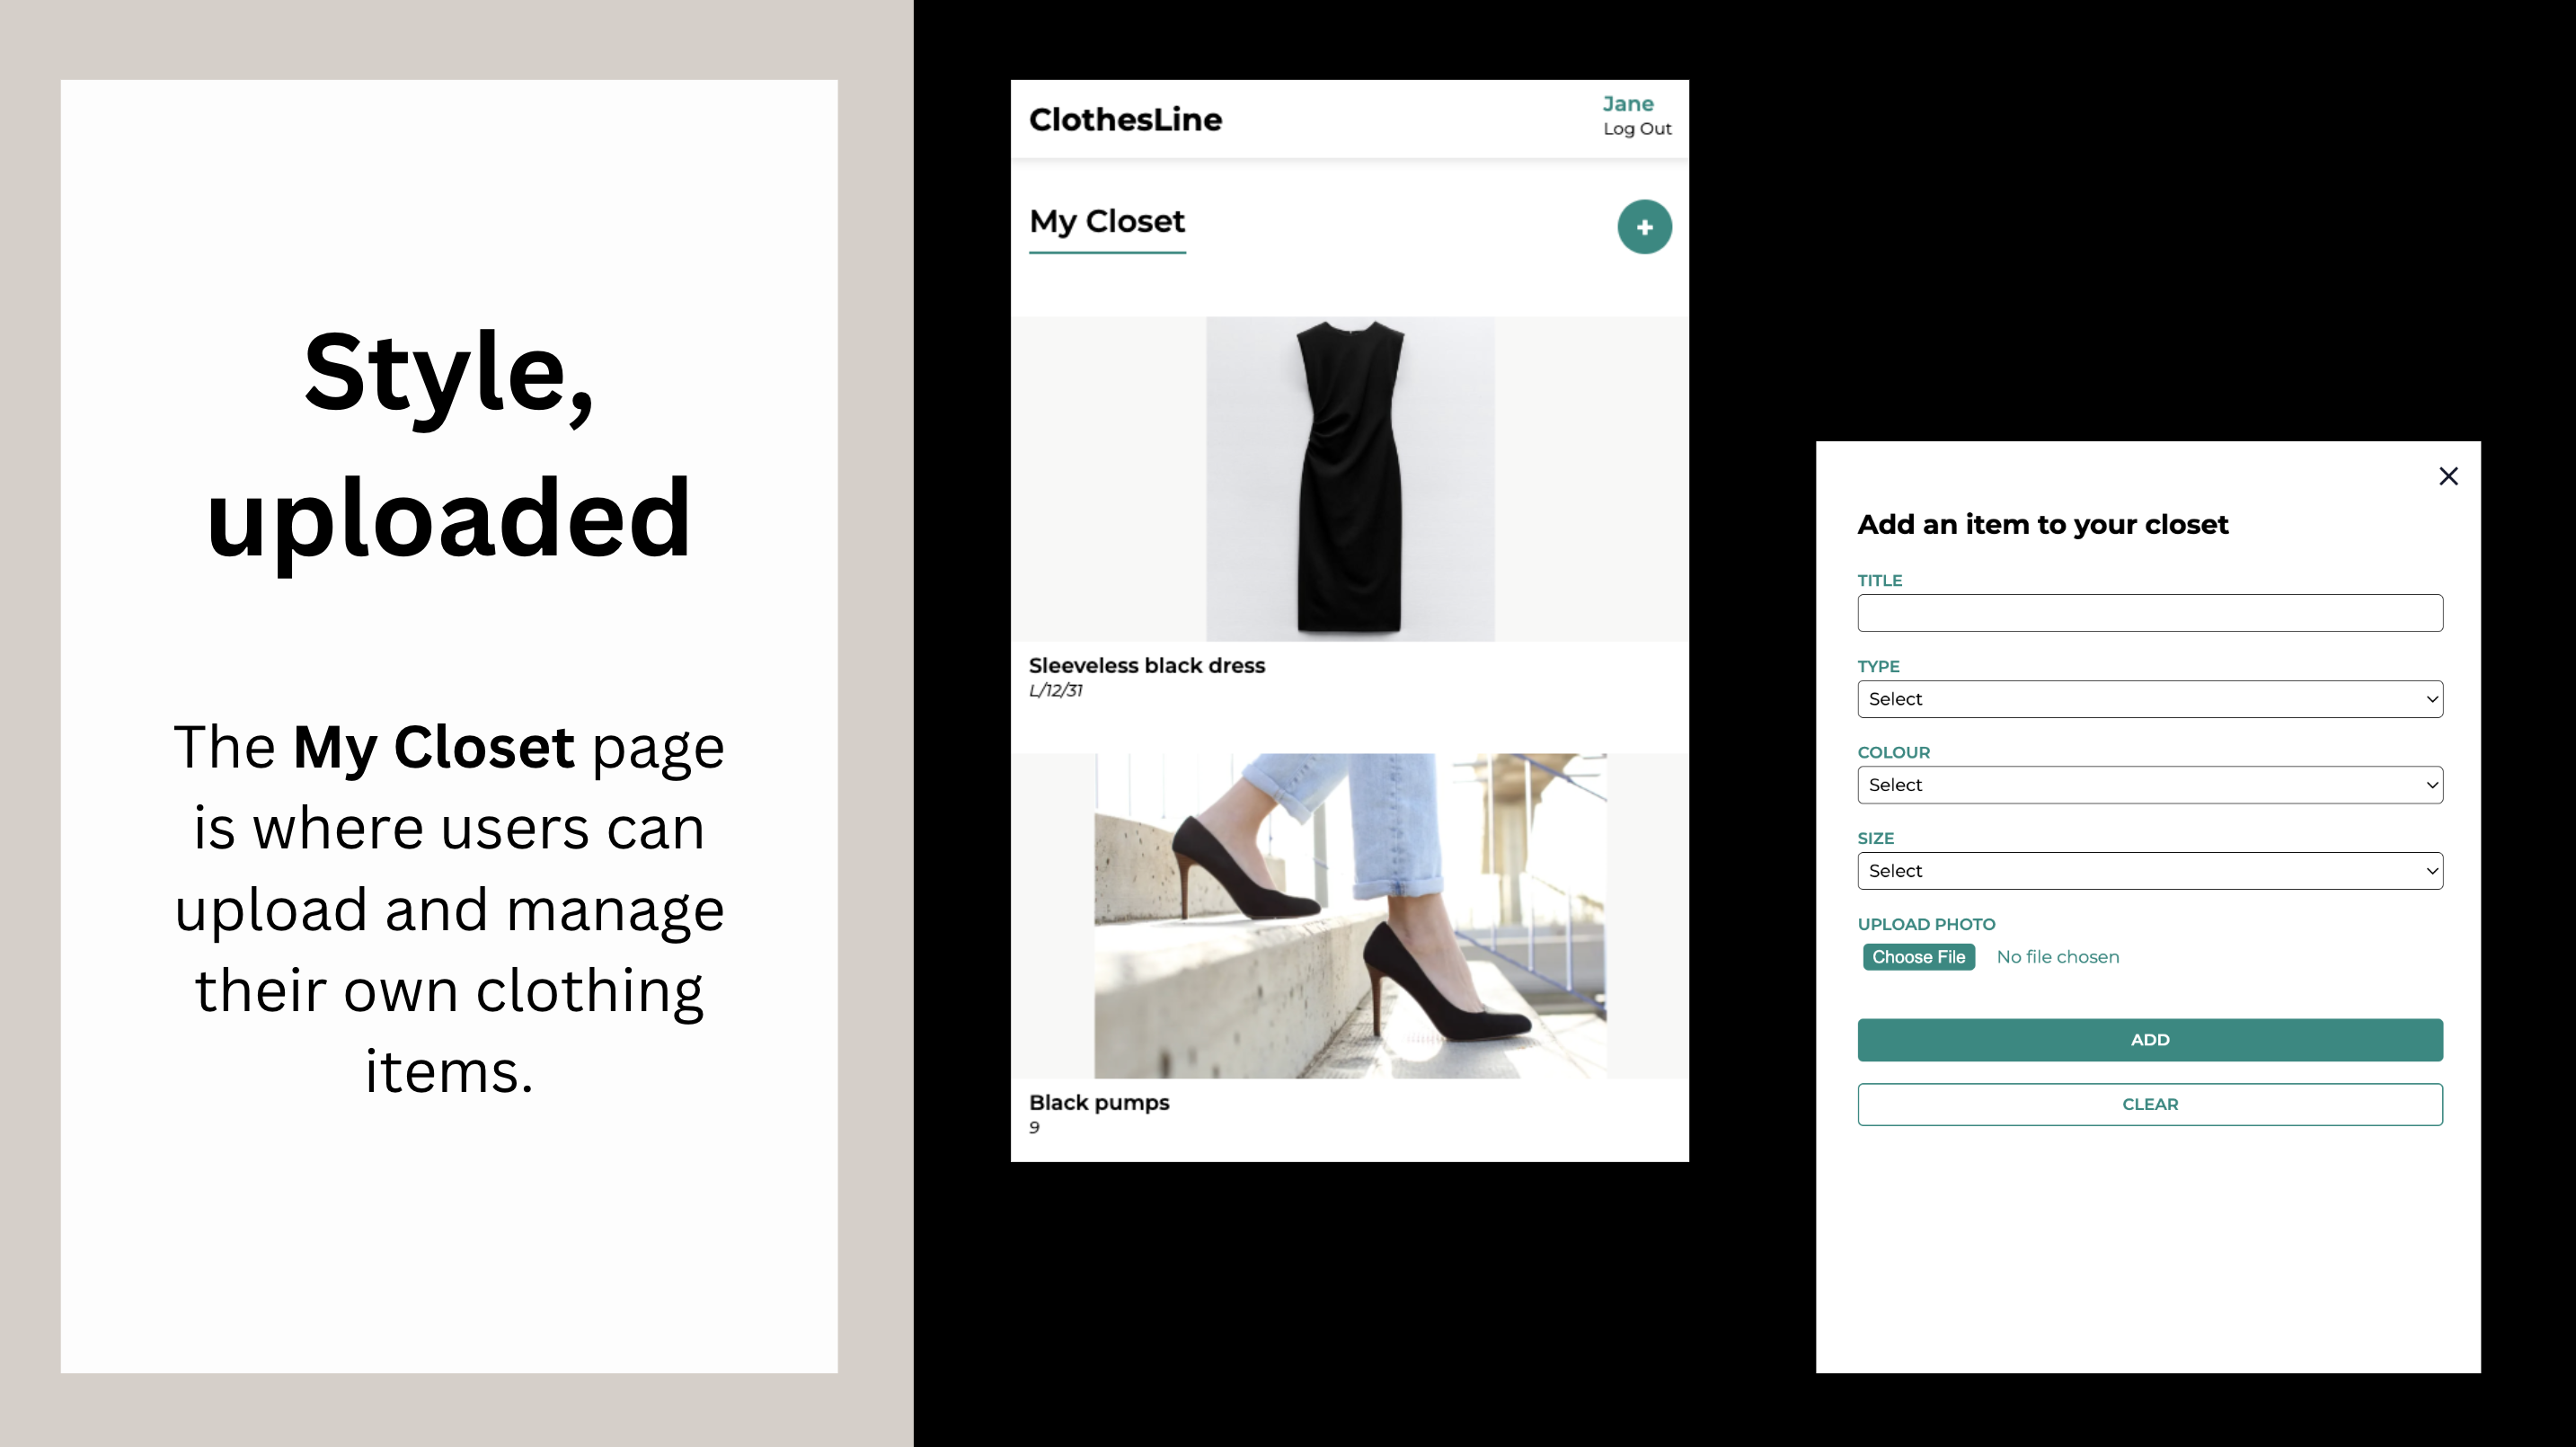 Style,
uploaded
The My Closet page
is where users can
upload and manage
their own clothing
items.
ClothesLine
Jane
Log Out
My Closet
+
Sleeveless black dress
L/12/31
Black pumps
9
Add an item to your closet
TITLE
TYPE
Select
COLOUR
Select
SIZE
Select
UPLOAD PHOTO
Choose File No file chosen
ADD
CLEAR